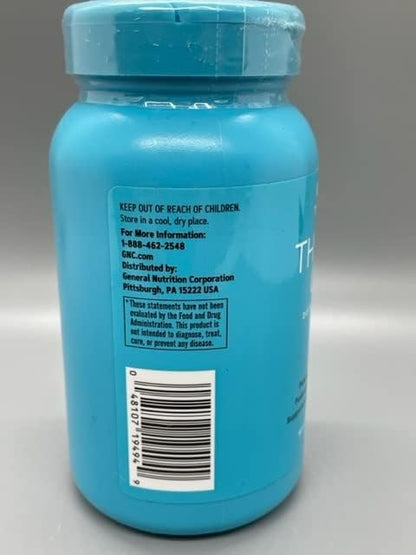 KEEP OUT OF REACH OF CHILDREN.
Store in a cool, dry place.
For More Information:
1-888-462-2548
GNC.com
Distributed by:
General Nutrition Corporation
Pittsburgh, PA 15222 USA
*These statements have not been
evaluated by the Food and Drug
Administration. This product is
not intended to diagnose, treat,
cure, or prevent any disease.
0 48107 19494 9
TH